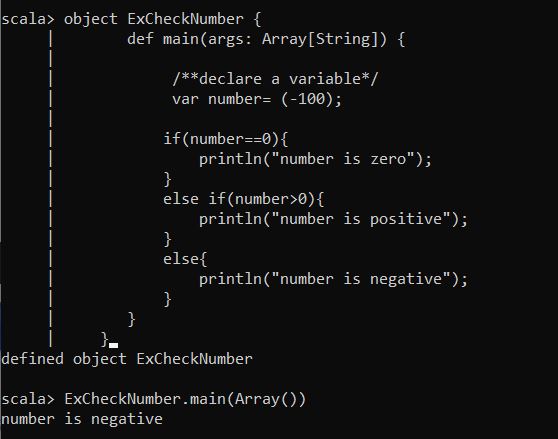 scala> object ExCheckNumber {
     |        def main(args: Array[String]) {
     |
     |             /**declare a variable*/
     |             var number= (-100);
     |
     |            if(number==0){
     |                println("number is zero");
     |            }
     |            else if(number>0){
     |                println("number is positive");
     |            }
     |            else{
     |                println("number is negative");
     |            }
     |        }
     |     }
defined object ExCheckNumber

scala> ExCheckNumber.main(Array())
number is negative